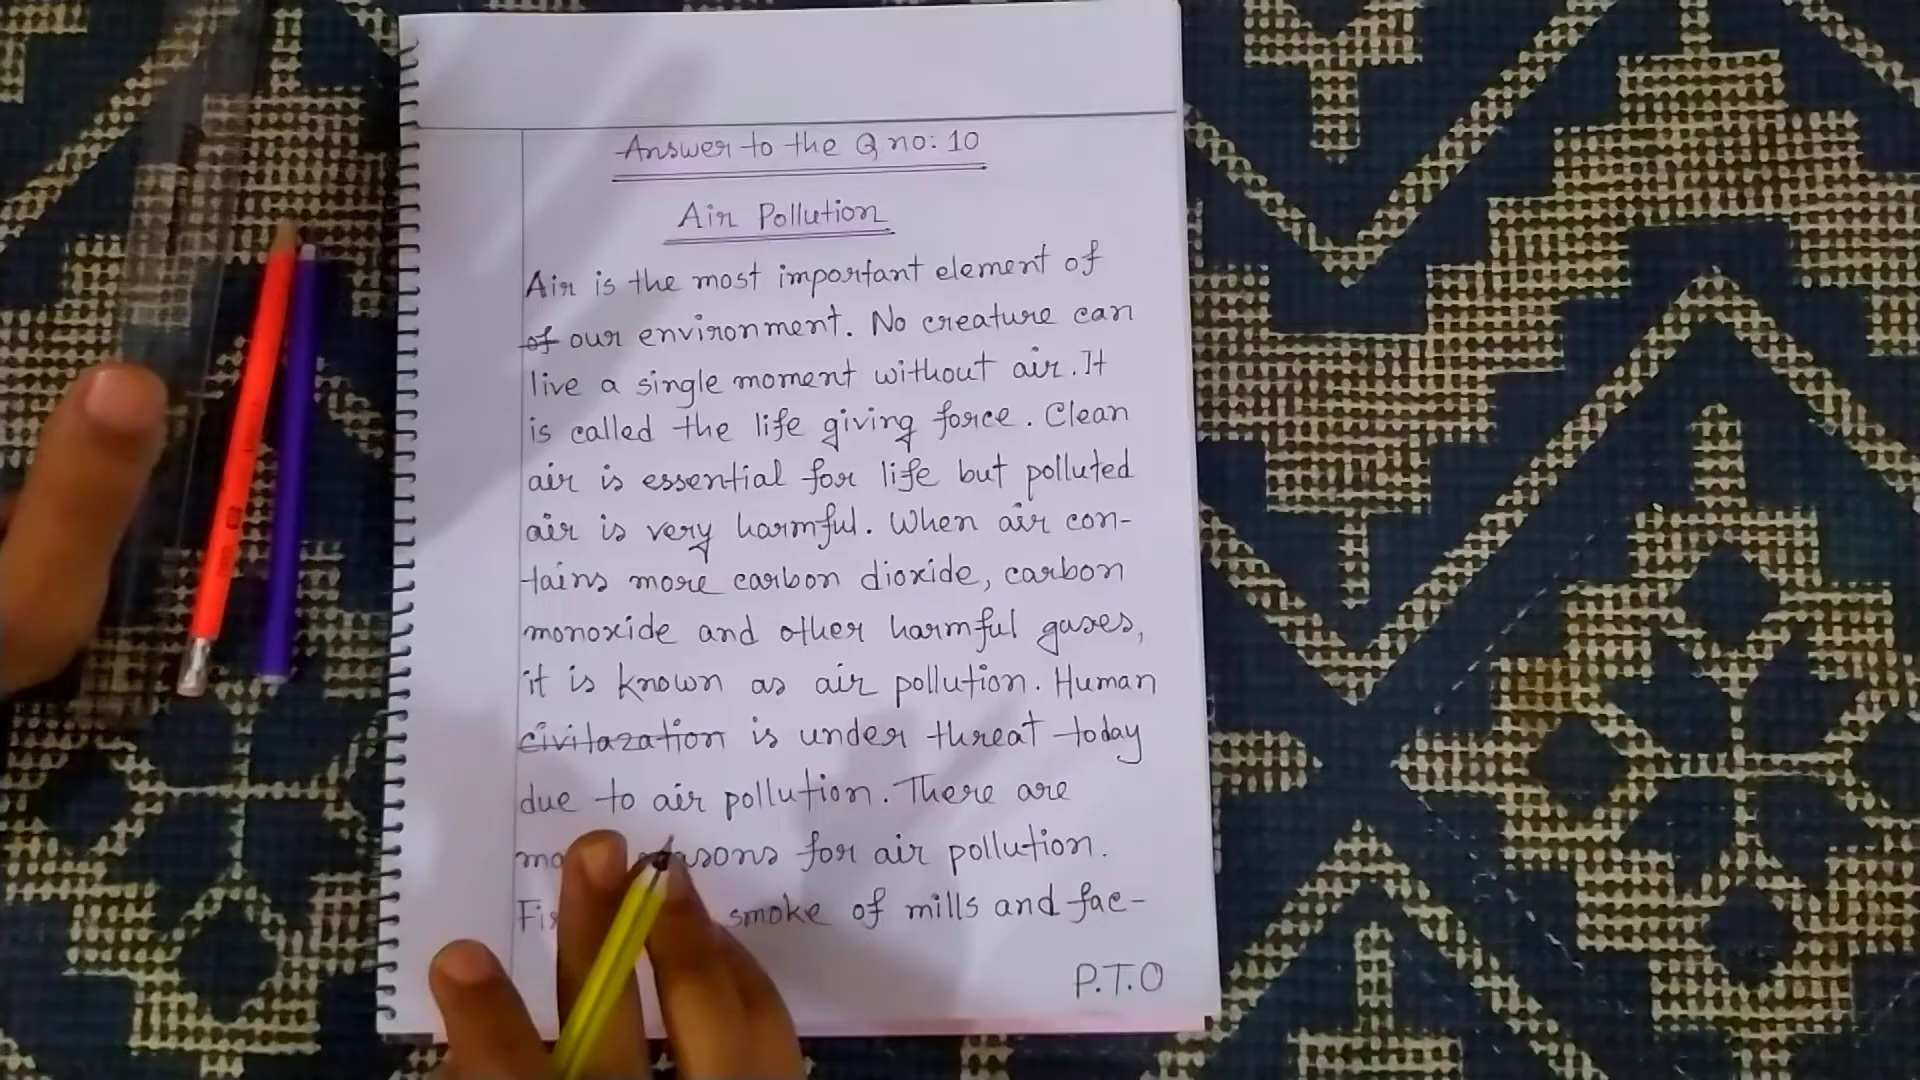 Answer to the Q no: 10
Air Pollution
Air is the most important element of
of our environment. No creature can
live a single moment without air. It
is called the life giving force. Clean
air is essential for life but polluted
air is very harmful. When air con-
tains more carbon dioxide, carbon
monoxide and other harmful gases,
it is known as air pollution. Human
civitazation is under threat today
due to air pollution. There are
for air pollution.
smoke of mills and fac-
P.T.O